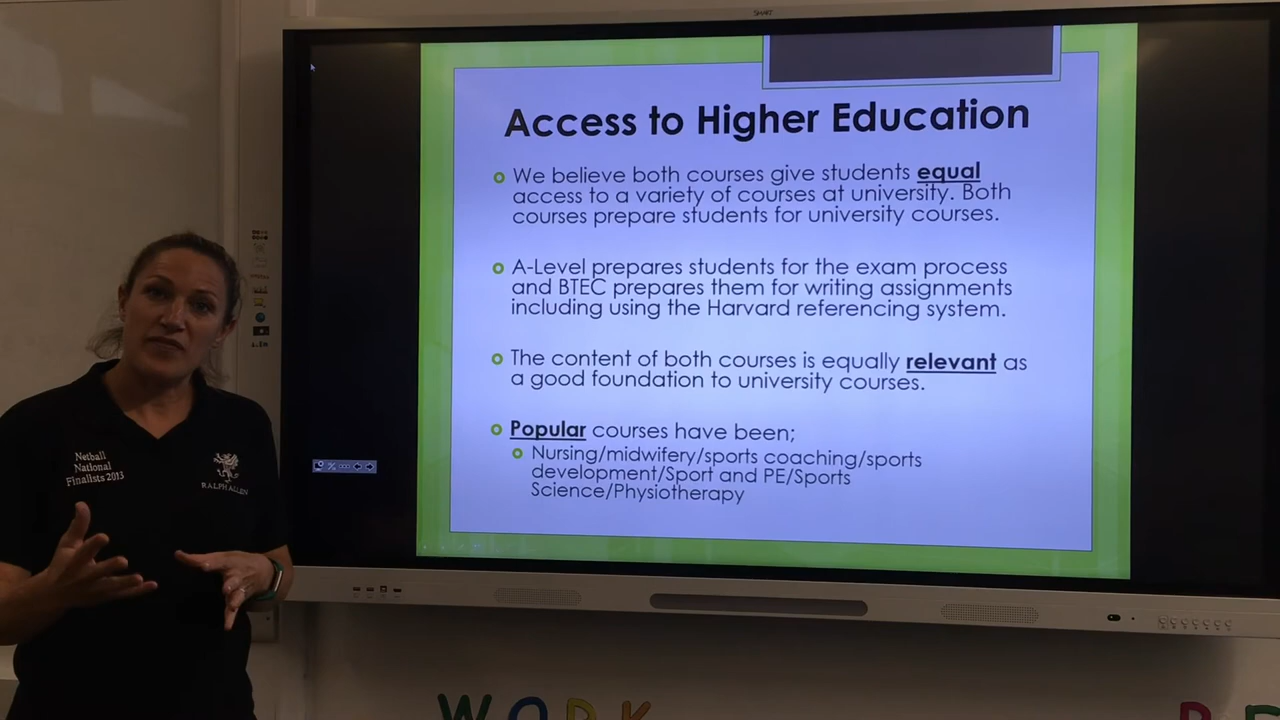 SMART
Access to Higher Education
We believe both courses give students equal
access to a variety of courses at university. Both
courses prepare students for university courses.
A-Level prepares students for the exam process
and BTEC prepares them for writing assignments
including using the Harvard referencing system.
The content of both courses is equally relevant as
a good foundation to university courses.
Popular courses have been;
Nursing/midwifery/sports coaching/sports
development/Sport and PE/Sports
Science/Physiotherapy
Netball
National
Finalists 2013
RALPH ALLEN
WORK